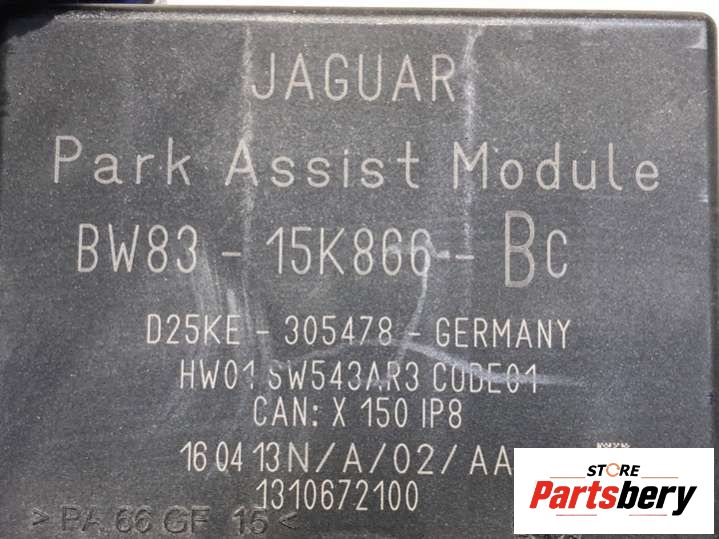 JAGUAR
Park Assist Module
BW83 - 15K866-- BC
D25KE - 305478 - GERMANY
HW01 SW543AR3 CODE01
CAN: X 150 IP8
16 04 13 N/A/02/AA
1310672100
> PA 66 GF 15 <
STORE
Partsbery